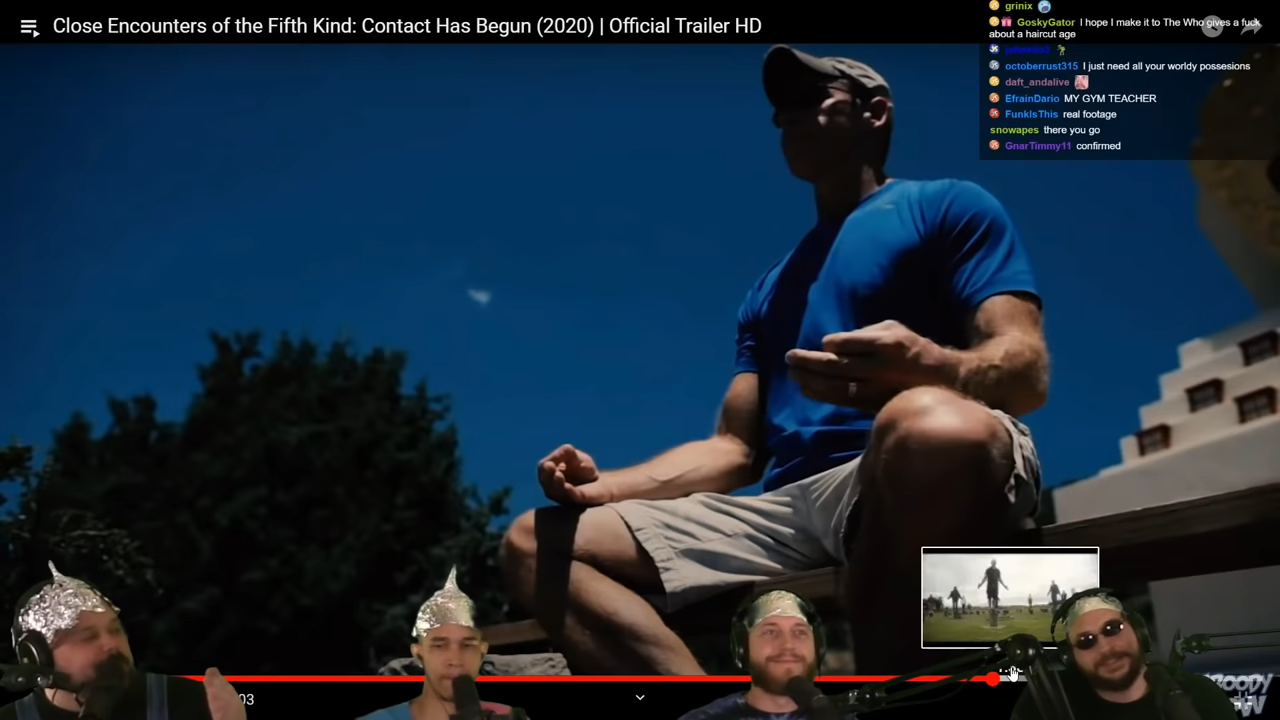 Close Encounters of the Fifth Kind: Contact Has Begun (2020) | Official Trailer HD
grinix
GoskyGator I hope I make it to The Who gives a fuck
about a haircut age
octoberrust315 I just need all your worldy possesions
daft_andalive
EfrainDario MY GYM TEACHER
FunkIsThis real footage
snowapes there you go
GnarTimmy11 confirmed
03